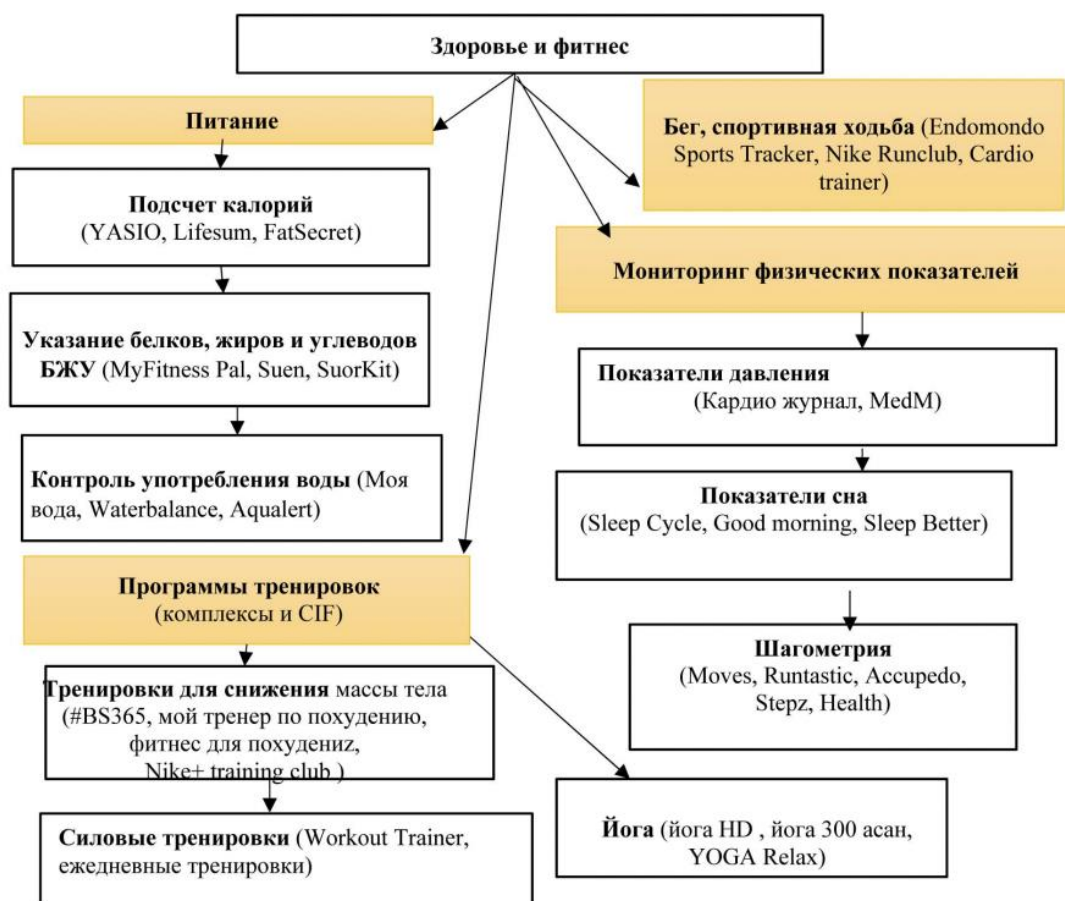 Здоровье и фитнес
Питание
Подсчет калорий
(YASIO, Lifesum, FatSecret)
Указание белков, жиров и углеводов
БЖУ (MyFitness Pal, Suen, SuorKit)
Контроль употребления воды (Моя
вода, Waterbalance, Aqualert)
Программы тренировок
(комплексы и CIF)
Тренировки для снижения массы тела
(#BS365, мой тренер по похудению,
фитнес для похудениz,
Nike+ training club )
Силовые тренировки (Workout Trainer,
ежедневные тренировки)
Бег, спортивная ходьба (Endomondo
Sports Tracker, Nike Runclub, Cardio
trainer)
Мониторинг физических показателей
Показатели давления
(Кардио журнал, MedM)
Показатели сна
(Sleep Cycle, Good morning, Sleep Better)
Шагометрия
(Moves, Runtastic, Accupedo,
Stepz, Health)
Йога (йога HD , йога 300 асан,
YOGA Relax)